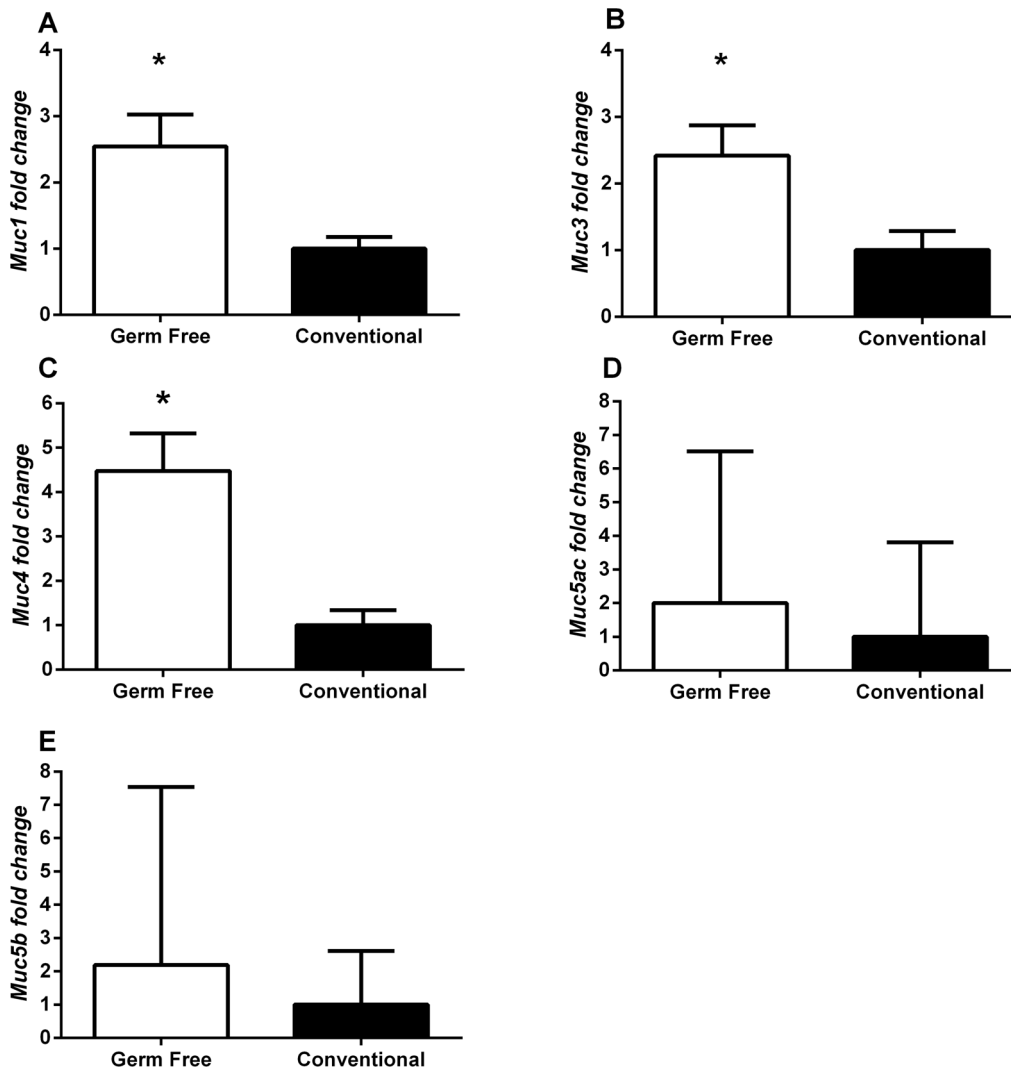 A
Muc1 fold change
4
*
3
2
1
0
Germ Free Conventional
B
Muc3 fold change
4
*
3
2
1
0
Germ Free Conventional
C
Muc4 fold change
6
*
5
4
3
2
1
0
Germ Free Conventional
D
Muc5ac fold change
8
7
6
5
4
3
2
1
0
Germ Free Conventional
E
Muc5b fold change
8
7
6
5
4
3
2
1
0
Germ Free Conventional